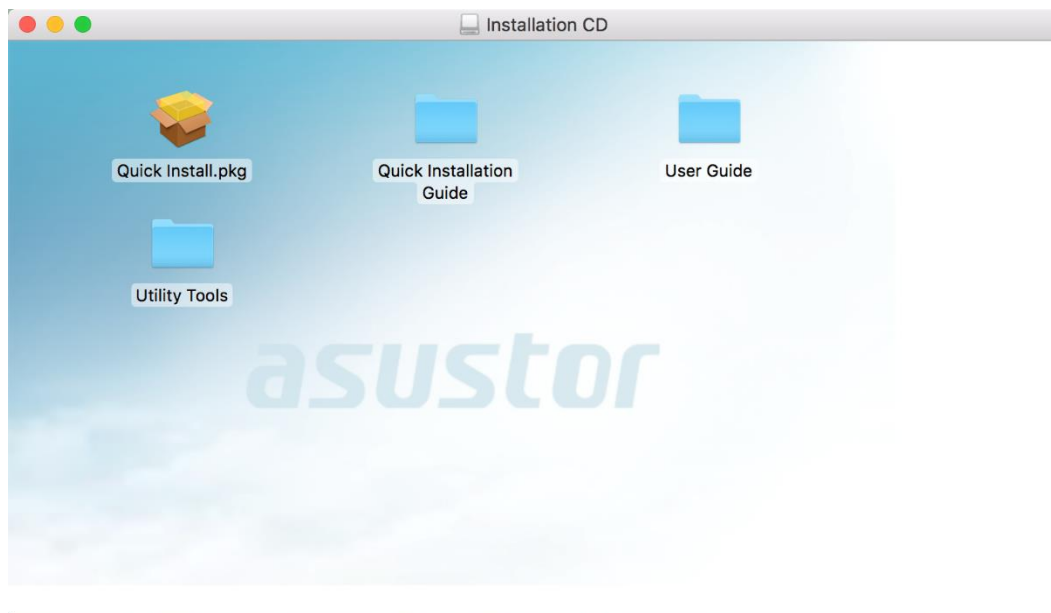 Installation CD
Quick Install.pkg
Quick Installation
Guide
User Guide
Utility Tools
asustor